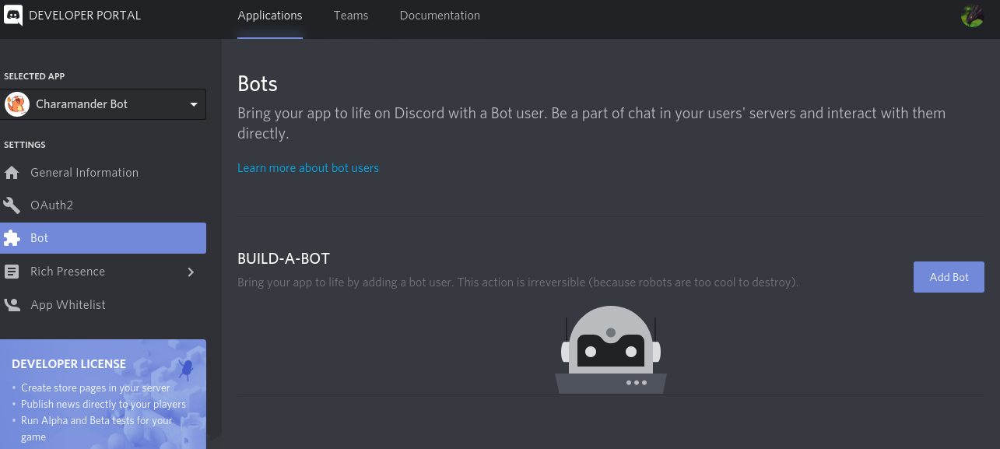 DEVELOPER PORTAL
Applications
Teams
Documentation
SELECTED APP
Charamander Bot
SETTINGS
General Information
OAuth2
Bot
Rich Presence
App Whitelist
DEVELOPER LICENSE
• Create store pages in your server
• Publish news directly to your players
• Run Alpha and Beta tests for your
game
Bots
Bring your app to life on Discord with a Bot user. Be a part of chat in your users' servers and interact with them
directly.
Learn more about bot users
BUILD-A-BOT
Bring your app to life by adding a bot user. This action is irreversible (because robots are too cool to destroy).
Add Bot